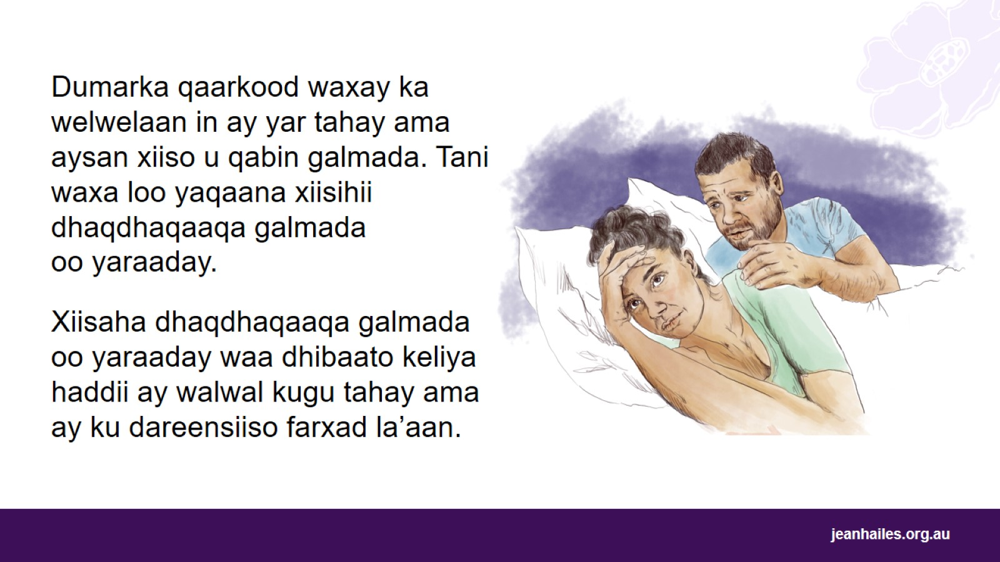 Dumarka qaarkood waxay ka
welwelaan in ay yar tahay ama
aysan xiiso u qabin galmada. Tani
waxa loo yaqaana xiisihii
dhaqdhaqaaqa galmada
oo yaraaday.
Xiisaha dhaqdhaqaaqa galmada
oo yaraaday waa dhibaato keliya
haddii ay walwal kugu tahay ama
ay ku dareensiiso farxad la’aan.
jeanhailes.org.au